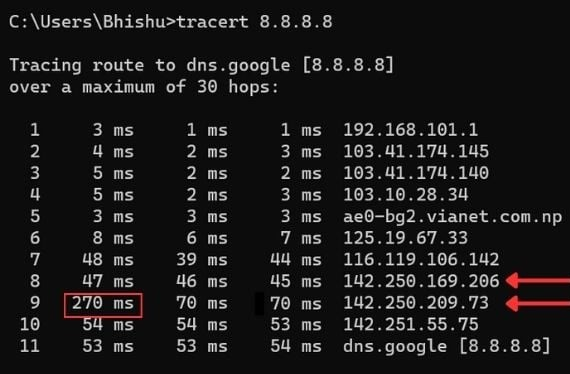 C:\Users\Bhishu>tracert 8.8.8.8
Tracing route to dns.google [8.8.8.8]
over a maximum of 30 hops:
1 3 ms 1 ms 1 ms 192.168.101.1
2 4 ms 2 ms 3 ms 103.41.174.145
3 5 ms 2 ms 2 ms 103.41.174.140
4 5 ms 2 ms 3 ms 103.10.28.34
5 3 ms 3 ms 3 ms ae0-bg2.vianet.com.np
6 8 ms 6 ms 7 ms 125.19.67.33
7 48 ms 39 ms 44 ms 116.119.106.142
8 47 ms 46 ms 45 ms 142.250.169.206
9 270 ms 70 ms 70 ms 142.250.209.73
10 54 ms 54 ms 53 ms 142.251.55.75
11 53 ms 53 ms 54 ms dns.google [8.8.8.8]